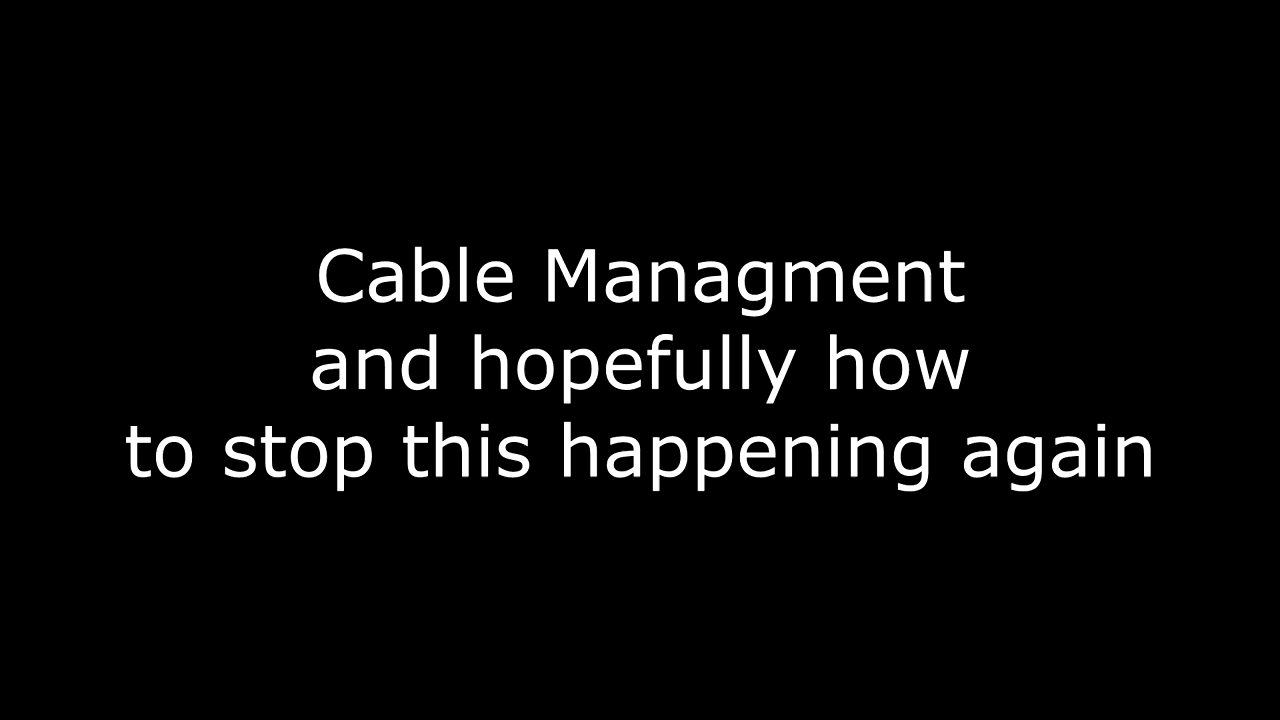 Cable Managment
and hopefully how
to stop this happening again